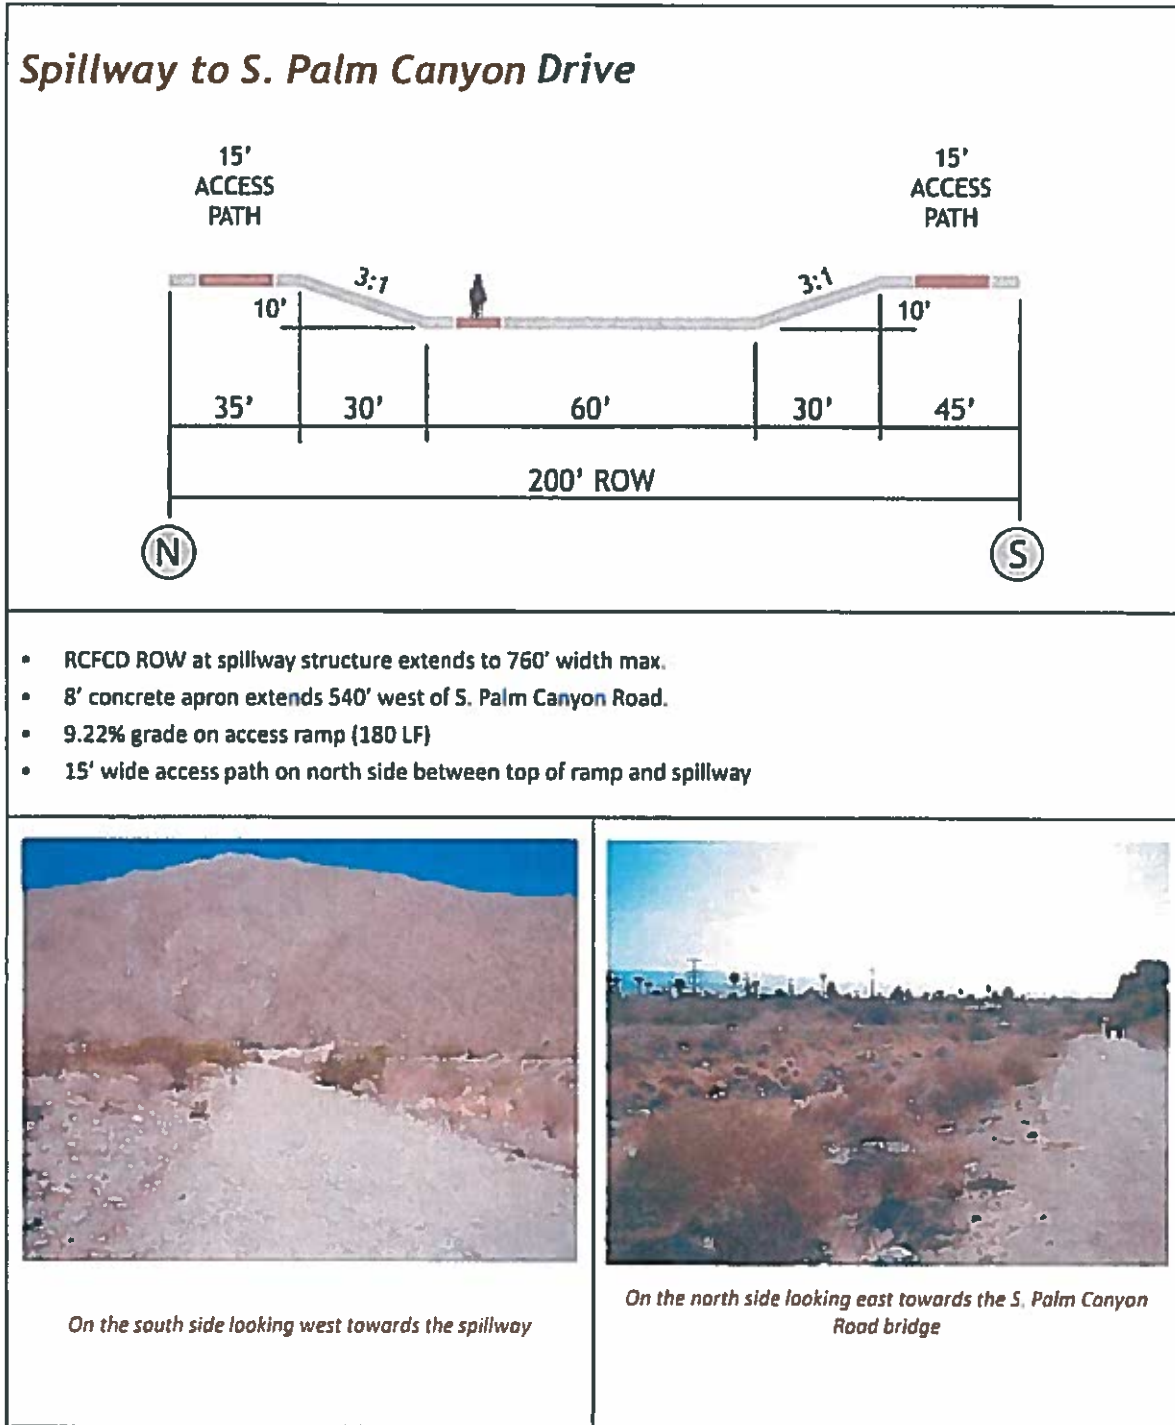 Spillway to S. Palm Canyon Drive
15'
ACCESS
PATH
15'
ACCESS
PATH
3:1
3:1
10'
10'
35'
30'
60'
30'
45'
200' ROW
N
S
• RCFCD ROW at spillway structure extends to 760' width max.
• 8' concrete apron extends 540' west of S. Palm Canyon Road.
• 9.22% grade on access ramp (180 LF)
• 15' wide access path on north side between top of ramp and spillway
On the south side looking west towards the spillway
On the north side looking east towards the S. Palm Canyon
Road bridge